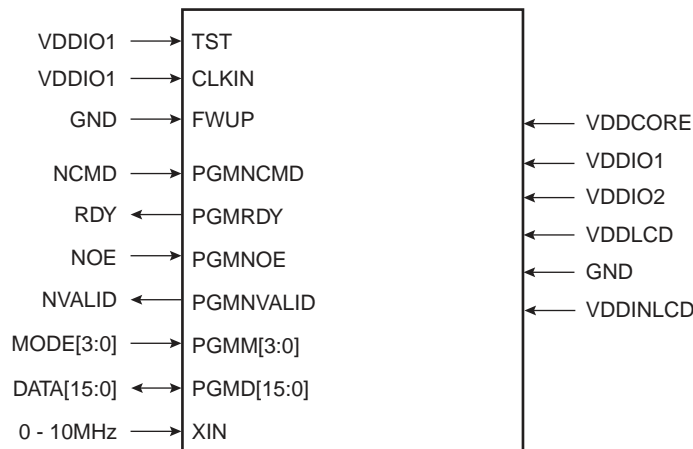 VDDIO1 TST
VDDIO1 CLKIN
GND FWUP
VDDCORE
VDDIO1
NCMD PGMNCMD
VDDIO2
RDY PGMRDY
VDDLCD
NOE PGMNOE
GND
NVALID PGMNVALID
VDDINLCD
MODE[3:0] PGMM[3:0]
DATA[15:0] PGMD[15:0]
0 - 10MHz XIN